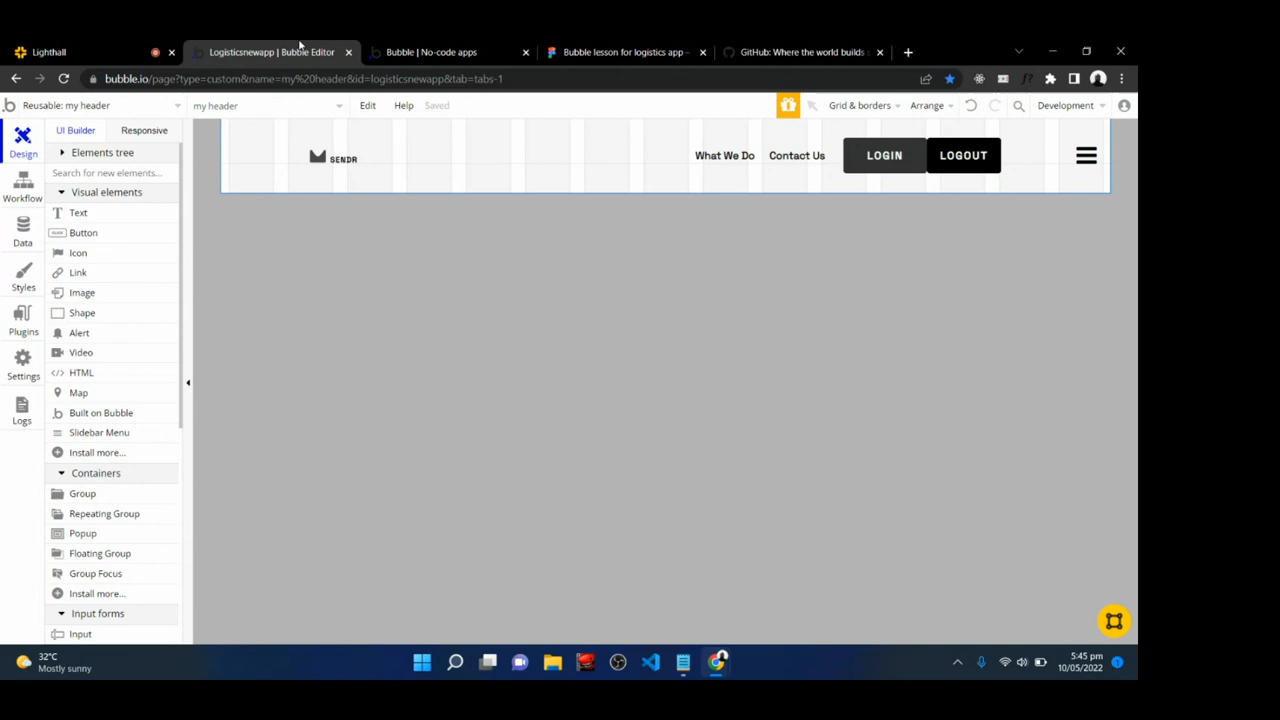 Lighthall
Logisticsnewapp | Bubble Editor
Bubble | No-code apps
Bubble lesson for logistics app –
GitHub: Where the world builds s
bubble.io/page?type=custom&name=my%20header&id=logisticsnewapp&tab=tabs-1
Reusable: my header
my header
Edit
Help
Saved
Grid & borders
Arrange
Development
Design
Workflow
Data
Styles
Plugins
Settings
Logs
UI Builder
Responsive
Elements tree
Search for new elements...
Visual elements
Text
Button
Icon
Link
Image
Shape
Alert
Video
HTML
Map
Built on Bubble
Slidebar Menu
Install more...
Containers
Group
Repeating Group
Popup
Floating Group
Group Focus
Install more...
Input forms
Input
SENDR
What We Do
Contact Us
LOGIN
LOGOUT
32°C
Mostly sunny
5:45 pm
10/05/2022
1